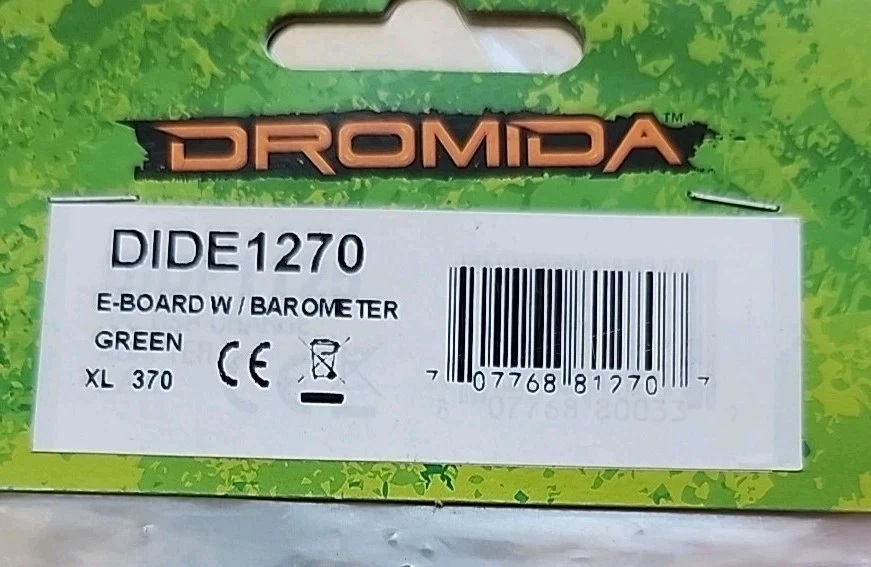 DROMIDA™
DIDE1270
E-BOARD W/BAROMETER
GREEN
XL 370
CE
7 07768 81270 7